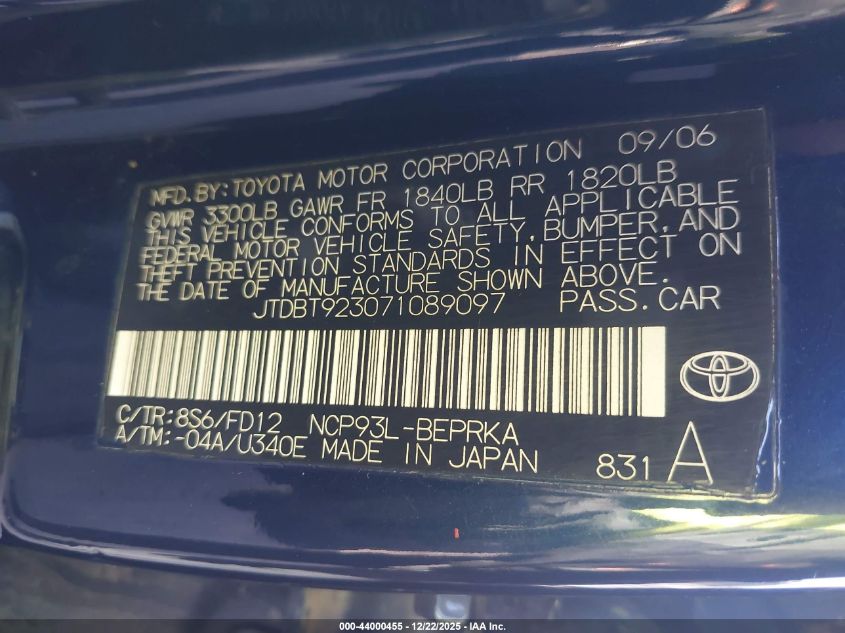 MFD.BY:TOYOTA MOTOR CORPORATION 09/06
GVWR 3300LB GAWR FR 1840LB RR 1820LB
THIS VEHICLE CONFORMS TO ALL APPLICABLE
FEDERAL MOTOR VEHICLE SAFETY,BUMPER,AND
THEFT PREVENTION STANDARDS IN EFFECT ON
THE DATE OF MANUFACTURE SHOWN ABOVE.
JTDBT923071089097 PASS.CAR
C/TR:8S6/FD12 NCP93L-BEPRKA
A/TM:-04A/U340E MADE IN JAPAN 831 A
000-44000455 - 12/22/2025 - IAA Inc.